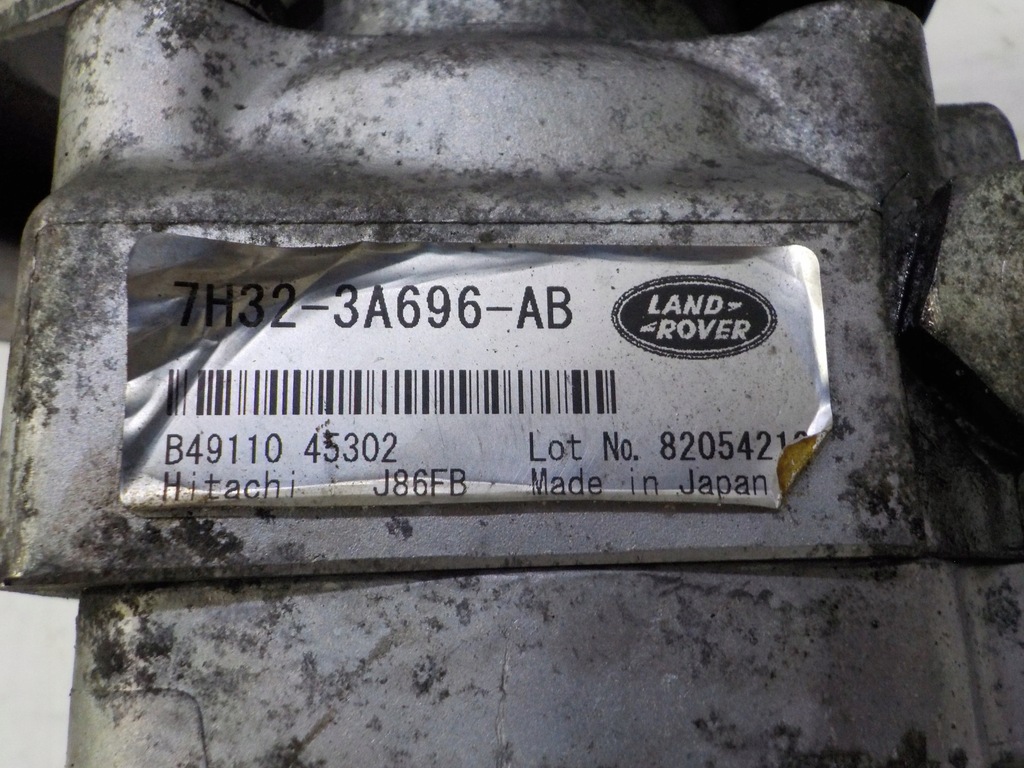 7H32-3A696-AB
LAND
ROVER
B49110 45302 Lot No. 8205421
Hitachi J86FB Made in Japan